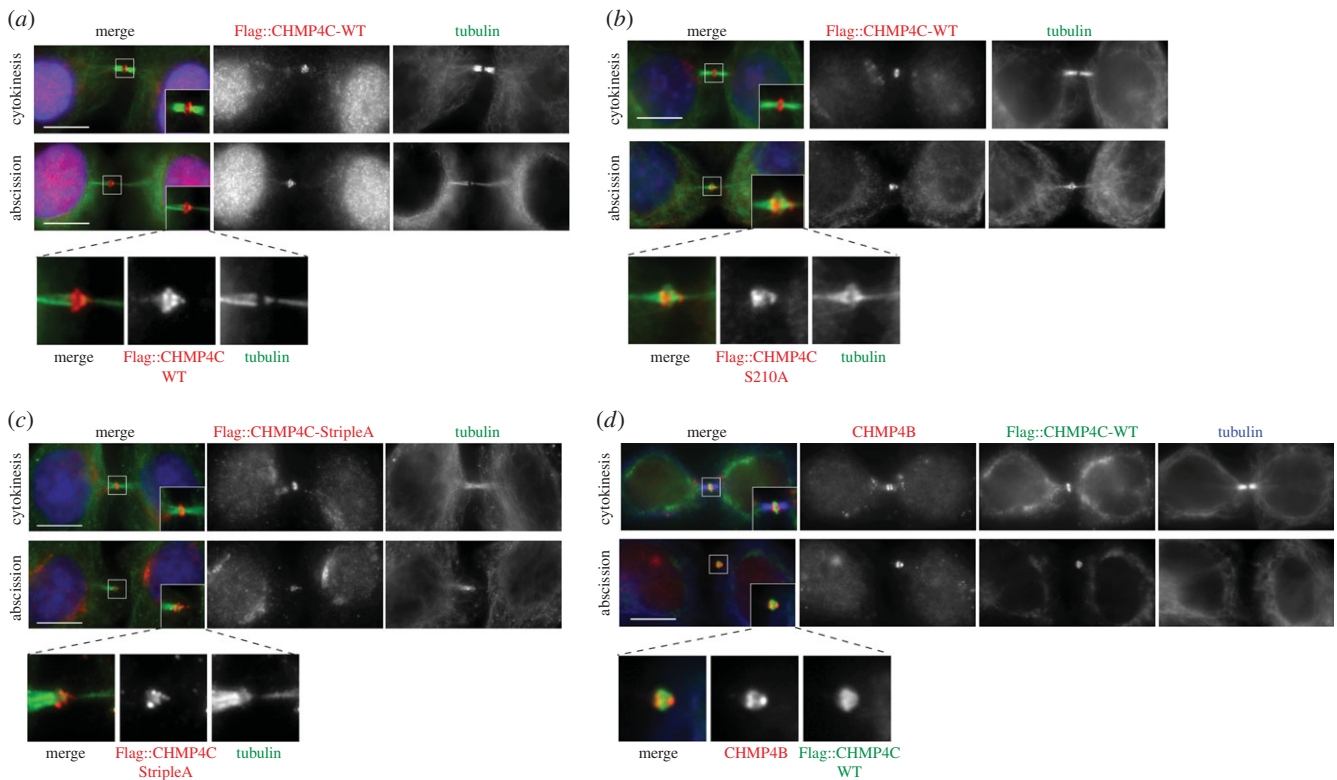 (a)
merge Flag::CHMP4C-WT tubulin
cytokinesis
abscission
merge Flag::CHMP4C tubulin
WT
(b)
merge Flag::CHMP4C-WT tubulin
cytokinesis
abscission
merge Flag::CHMP4C tubulin
S210A
(c)
merge Flag::CHMP4C-StripleA tubulin
cytokinesis
abscission
merge Flag::CHMP4C tubulin
StripleA
(d)
merge CHMP4B Flag::CHMP4C-WT tubulin
cytokinesis
abscission
merge CHMP4B Flag::CHMP4C
WT